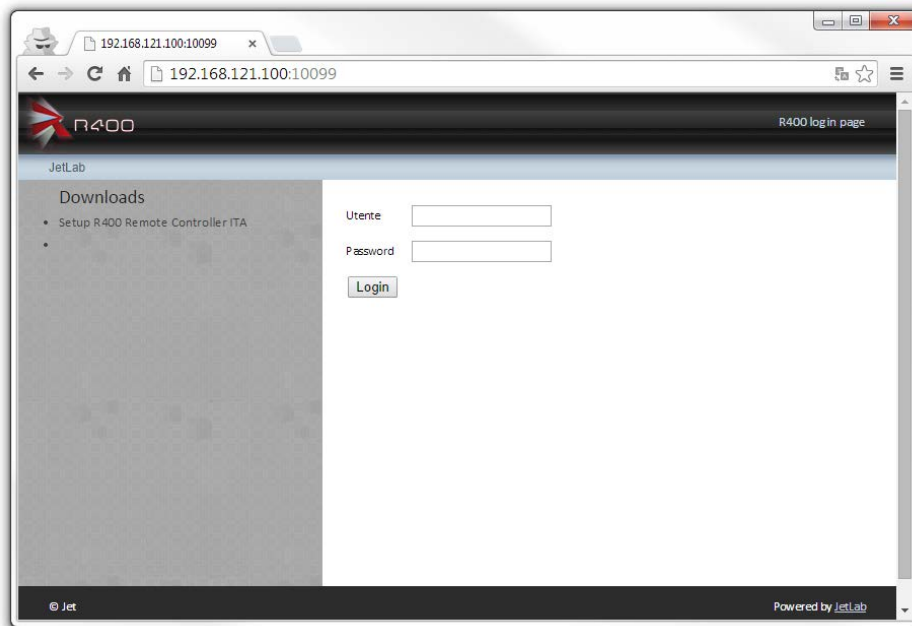 192.168.121.100:10099
192.168.121.100:10099
R400
R400 login page
JetLab
Downloads
• Setup R400 Remote Controller ITA
•
Utente
Password
Login
© Jet
Powered by JetLab